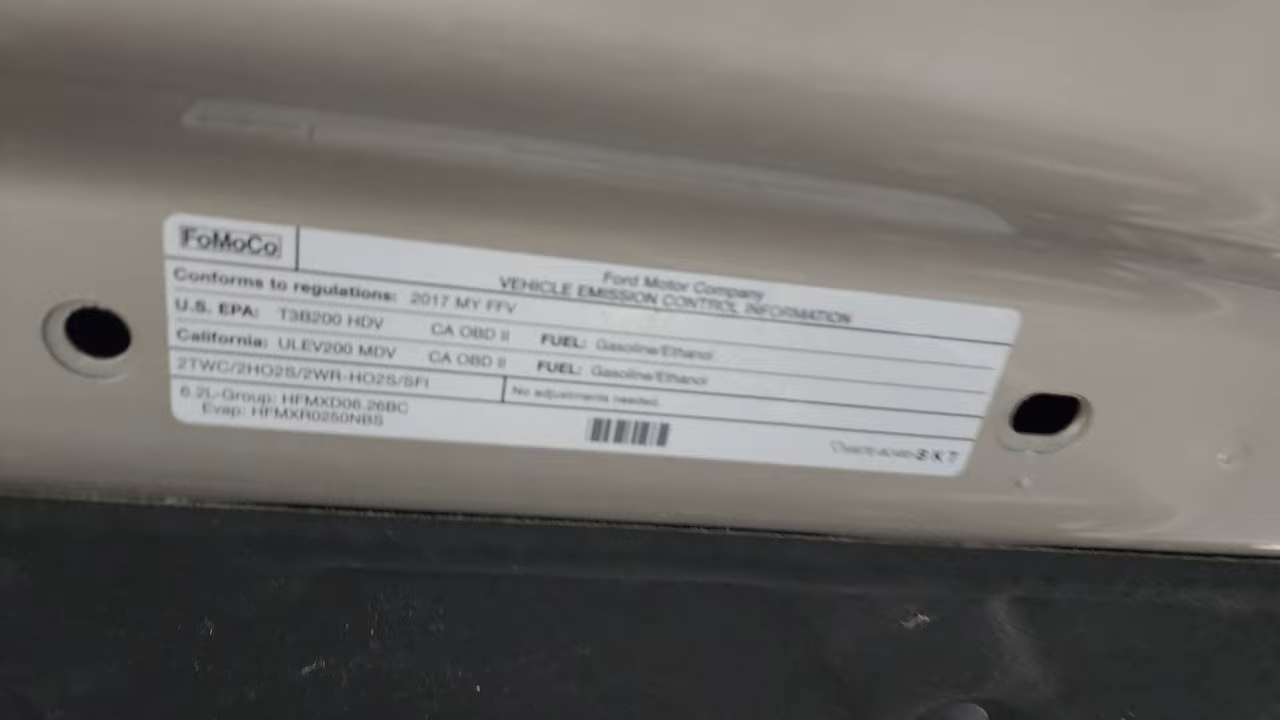 FoMoCo
Ford Motor Company
VEHICLE EMISSION CONTROL INFORMATION
Conforms to regulations: 2017 MY FFV
U.S. EPA: T3B200 HDV CA OBD II FUEL: Gasoline/Ethanol
California: ULEV200 MDV CA OBD II FUEL: Gasoline/Ethanol
2TWC/2HO2S/2WR-HO2S/SFI
No adjustments needed.
6.2L-Group: HFMXD06.26BC
Evap: HFMXR0250NBS